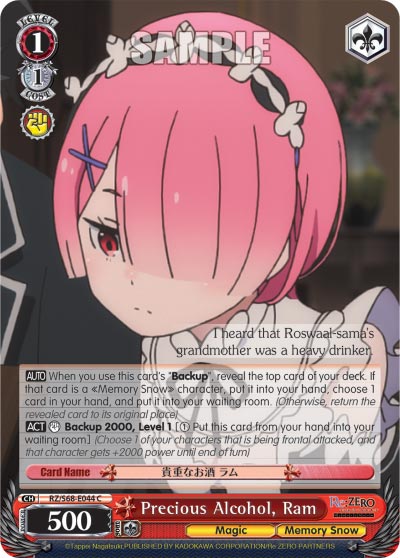 LEVEL
1
SAMPLE
1
COST
I heard that Roswaal-sama's
grandmother was a heavy drinker.
AUTO When you use this card's "Backup", reveal the top card of your deck. If
that card is a «Memory Snow» character, put it into your hand, choose 1
card in your hand, and put it into your waiting room. (Otherwise, return the
revealed card to its original place)
ACT Backup 2000, Level 1 [① Put this card from your hand into your waiting
room] (Choose 1 of your characters that is being frontal attacked, and
that character gets +2000 power until end of turn)
Card Name 貴重なお酒 ラム
CH RZ/S68-E044 C
POWER 500 SOUL Precious Alcohol, Ram Re:ZERO
Magic Memory Snow
©Tappei Nagatsuki,PUBLISHED BY KADOKAWA CORPORATION/Re:ZERO PARTNERS